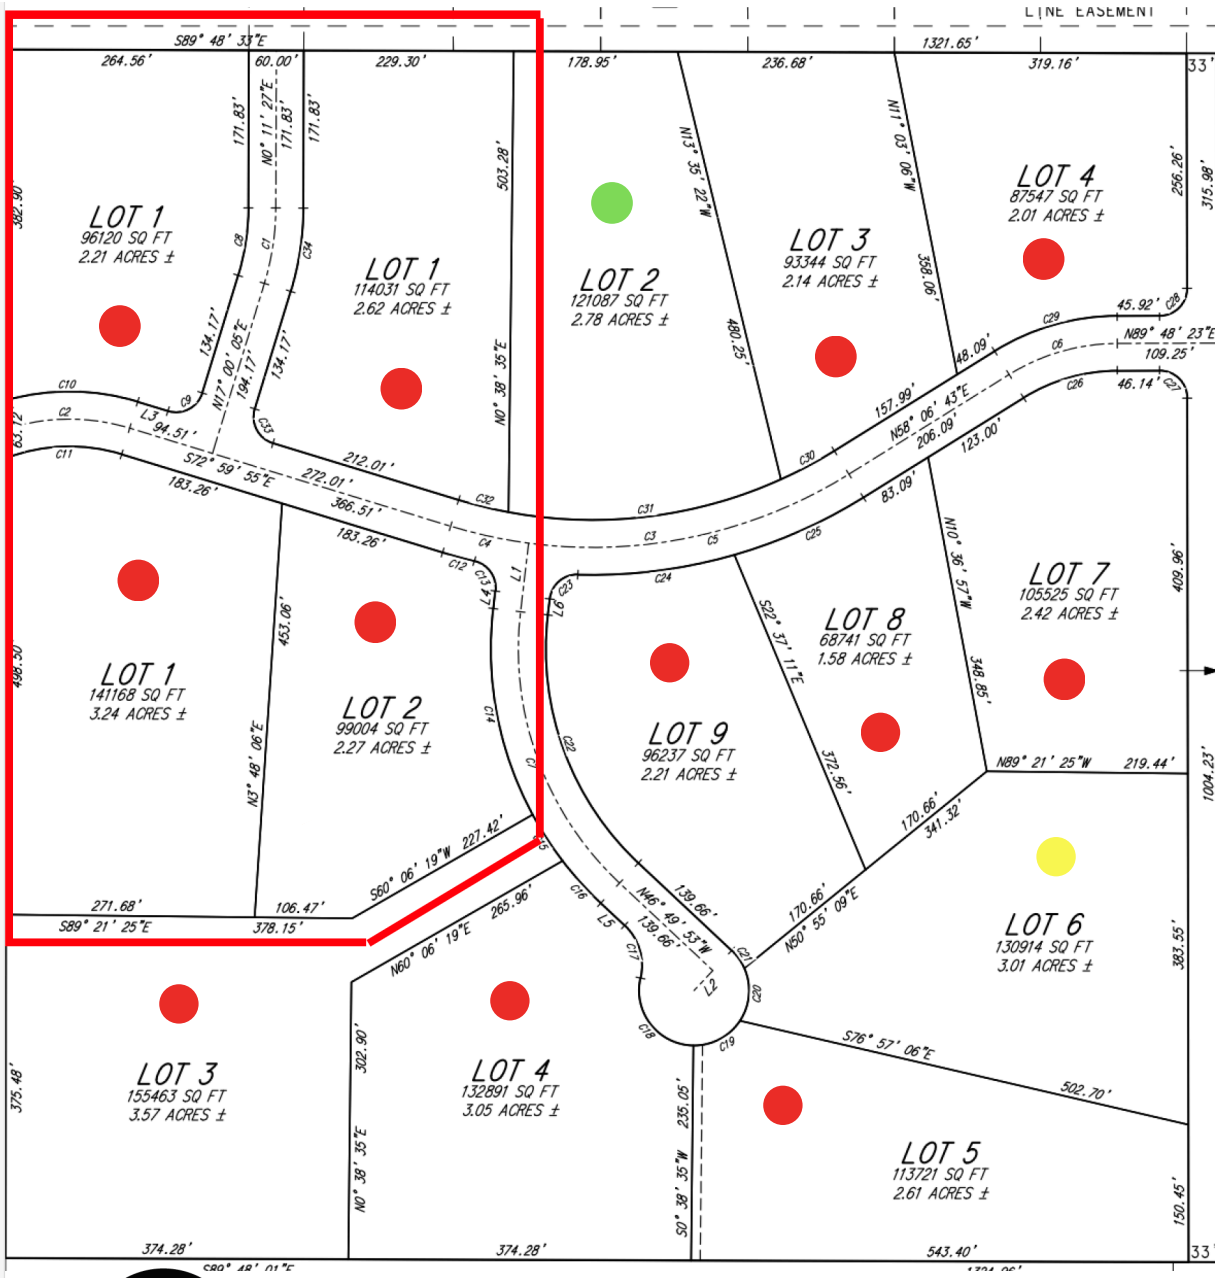 LINE EASEMENT
S89° 48' 33"E
1321.65'
264.56'
60.00'
229.30'
178.95'
236.68'
319.16'
33'
171.83'
N0° 11' 27"E
171.83'
171.83'
503.28'
N13° 35' 22"W
N11° 03' 06"W
256.26'
315.98'
382.90'
LOT 1
96120 SQ FT
2.21 ACRES ±
C8
C1
C34
LOT 1
114031 SQ FT
2.62 ACRES ±
LOT 2
121087 SQ FT
2.78 ACRES ±
LOT 3
93344 SQ FT
2.14 ACRES ±
LOT 4
87547 SQ FT
2.01 ACRES ±
358.06'
480.25'
45.92'
C28
C29
N89° 48' 23"E
109.25'
C6
48.09'
46.14'
C27
C26
134.17'
N17° 00' 05"E
194.17'
134.17'
N0° 38' 35"E
C10
C2
C9
L3
94.51'
63.72'
C11
C33
157.99'
N58° 06' 43"E
206.09'
123.00'
S72° 59' 55"E
212.01'
272.01'
183.26'
366.51'
183.26'
C32
C30
C31
83.09'
C4
C3
C5
C25
C12
C13
L4
L1
C23
L6
C24
N10° 36' 57"W
409.96'
LOT 7
105525 SQ FT
2.42 ACRES ±
S22° 37' 11"E
LOT 8
68741 SQ FT
1.58 ACRES ±
453.06'
498.50'
LOT 1
141168 SQ FT
3.24 ACRES ±
LOT 2
99004 SQ FT
2.27 ACRES ±
C14
C22
C7
LOT 9
96237 SQ FT
2.21 ACRES ±
348.85'
372.56'
N3° 48' 06"E
N89° 21' 25"W
219.44'
1004.23'
170.66'
341.32'
S60° 06' 19"W
227.42'
C15
C16
L5
139.66'
N46° 49' 53"W
139.66'
170.66'
N50° 55' 09"E
271.68'
106.47'
S89° 21' 25"E
378.15'
265.96'
N60° 06' 19"E
C17
C21
L2
C20
C18
C19
LOT 6
130914 SQ FT
3.01 ACRES ±
383.55'
S76° 57' 06"E
502.70'
LOT 3
155463 SQ FT
3.57 ACRES ±
LOT 4
132891 SQ FT
3.05 ACRES ±
375.48'
302.90'
N0° 38' 35"E
235.05'
S0° 38' 35"W
LOT 5
113721 SQ FT
2.61 ACRES ±
150.45'
374.28'
374.28'
543.40'
33'
S89° 48' 01"E
1324.06'